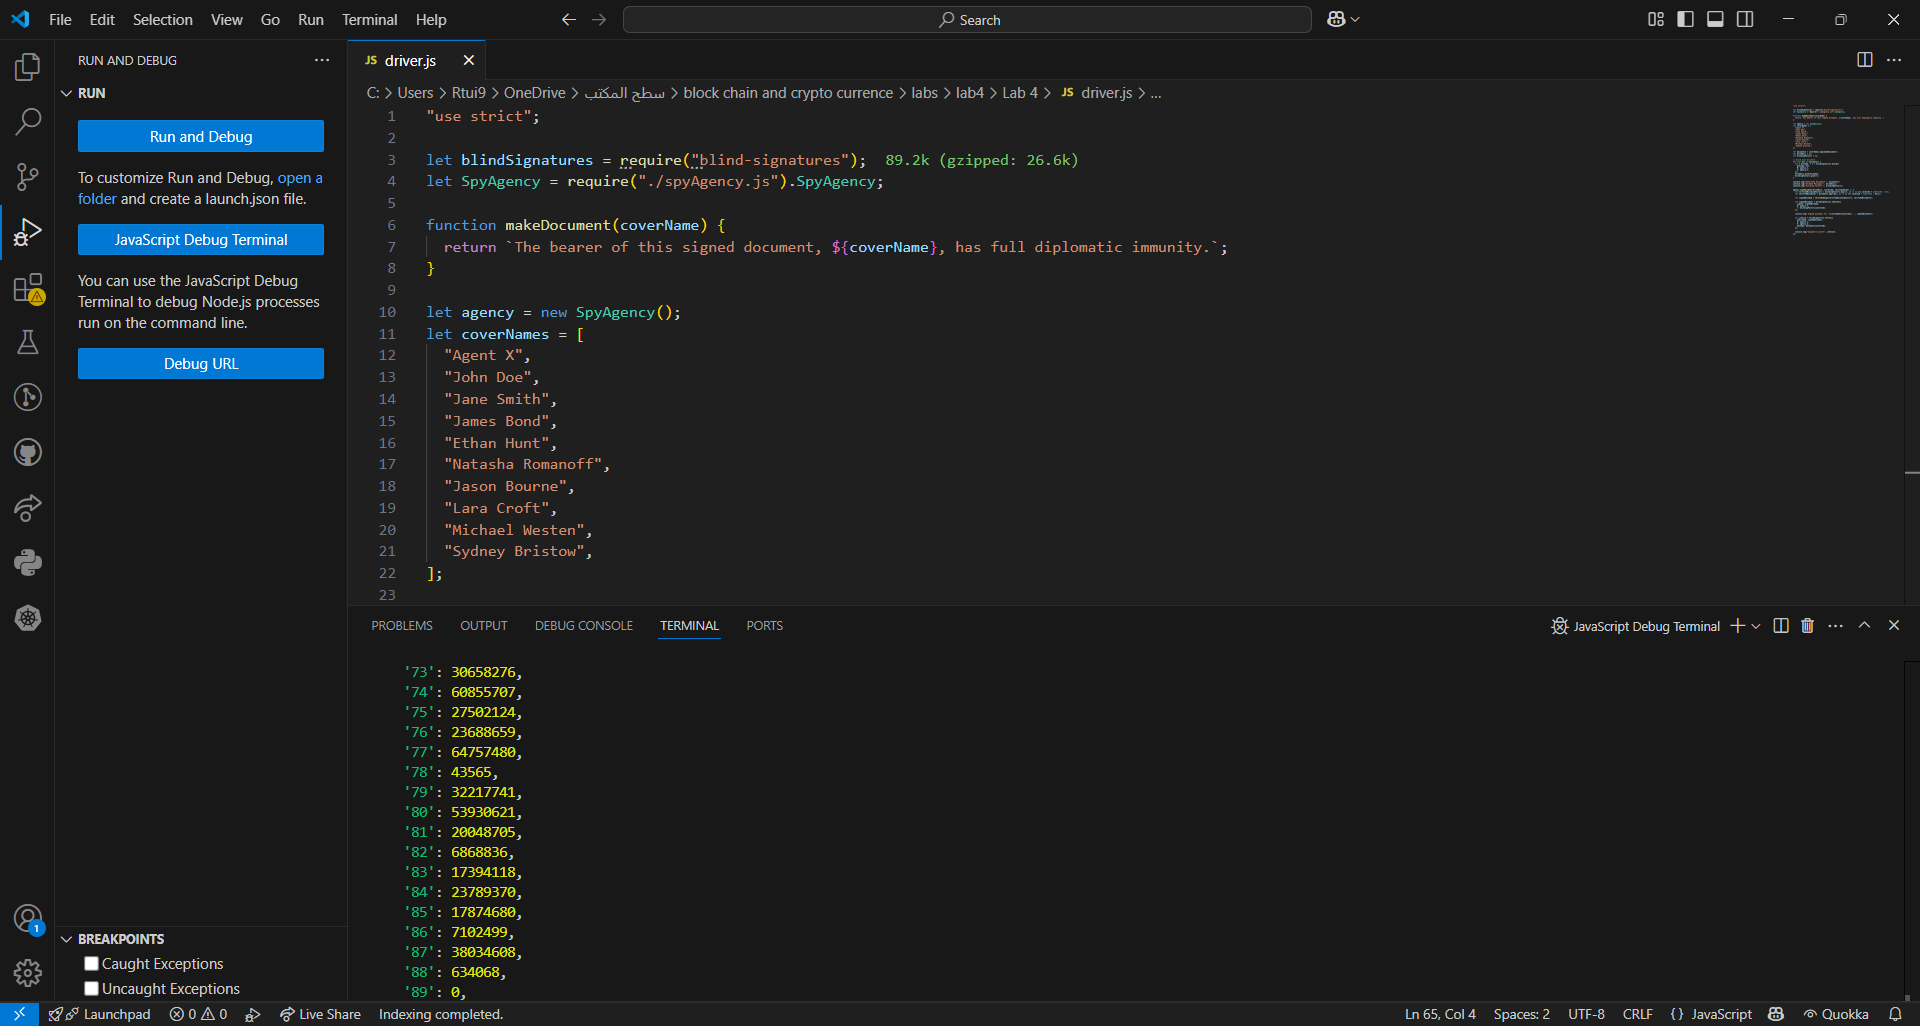 File Edit Selection View Go Run Terminal Help
Search
RUN AND DEBUG
RUN
Run and Debug
To customize Run and Debug, open a
folder and create a launch.json file.
JavaScript Debug Terminal
You can use the JavaScript Debug
Terminal to debug Node.js processes
run on the command line.
Debug URL
BREAKPOINTS
Caught Exceptions
Uncaught Exceptions
JS driver.js
C: > Users > Rtui9 > OneDrive > سطح المكتب > block chain and crypto currence > labs > lab4 > Lab 4 > JS driver.js > ...
1 "use strict";
2
3 let blindSignatures = require("blind-signatures"); 89.2k (gzipped: 26.6k)
4 let SpyAgency = require("./spyAgency.js").SpyAgency;
5
6 function makeDocument(coverName) {
7 return `The bearer of this signed document, ${coverName}, has full diplomatic immunity.`;
8 }
9
10 let agency = new SpyAgency();
11 let coverNames = [
12 "Agent X",
13 "John Doe",
14 "Jane Smith",
15 "James Bond",
16 "Ethan Hunt",
17 "Natasha Romanoff",
18 "Jason Bourne",
19 "Lara Croft",
20 "Michael Westen",
21 "Sydney Bristow",
22 ];
23
PROBLEMS OUTPUT DEBUG CONSOLE TERMINAL PORTS
JavaScript Debug Terminal
'73': 30658276,
'74': 60855707,
'75': 27502124,
'76': 23688659,
'77': 64757480,
'78': 43565,
'79': 32217741,
'80': 53930621,
'81': 20048705,
'82': 6868836,
'83': 17394118,
'84': 23789370,
'85': 17874680,
'86': 7102499,
'87': 38034608,
'88': 634068,
'89': 0,
1
Launchpad 0 0 Live Share Indexing completed.
Ln 65, Col 4 Spaces: 2 UTF-8 CRLF {} JavaScript Quokka